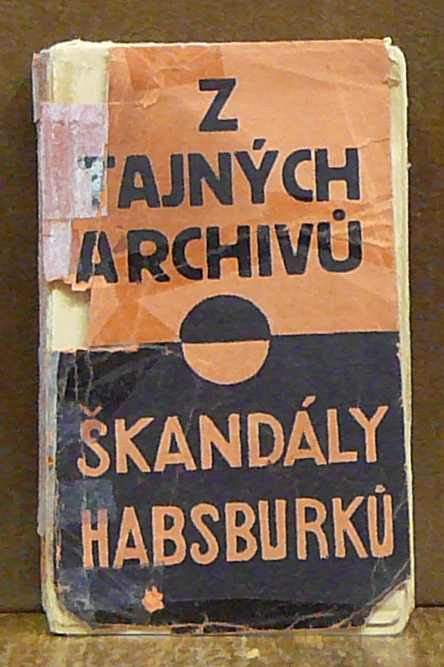 Z
TAJNÝCH
ARCHIVŮ
ŠKANDÁLY
HABSBURKŮ